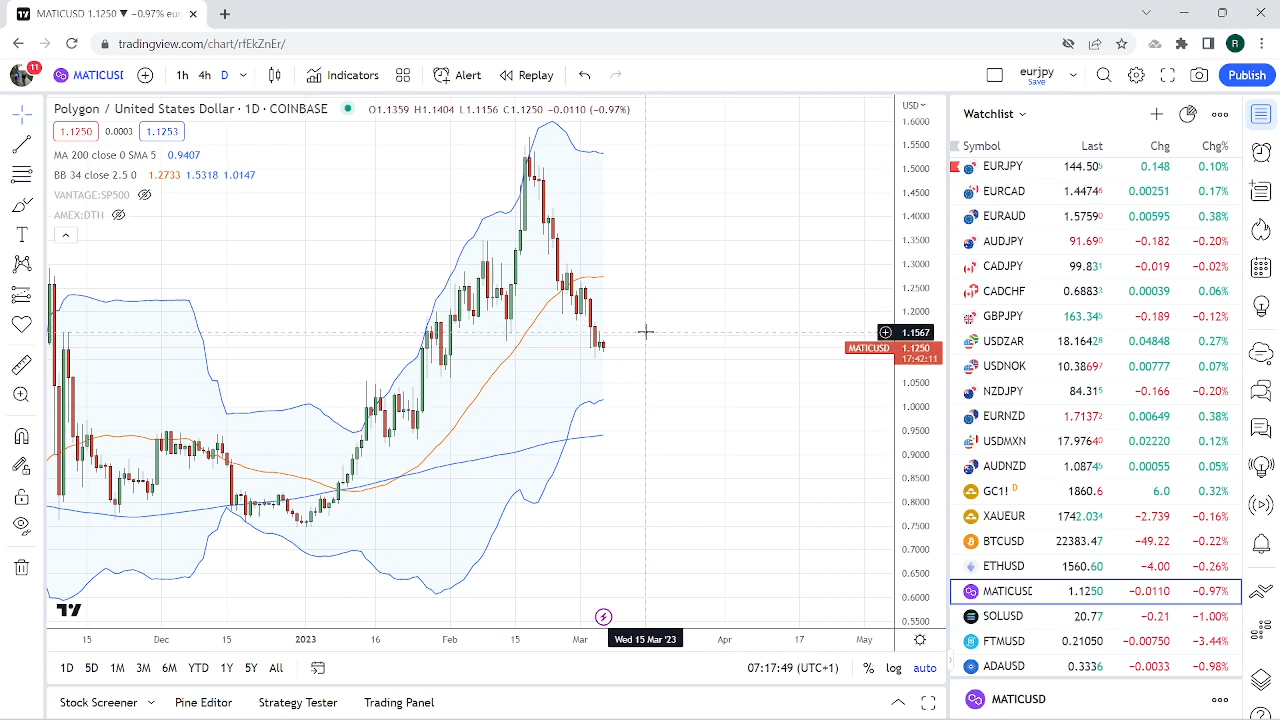 MATICUSD 1.1250 ▼ −0.97% eur
tradingview.com/chart/rfEkZnEr/
R
11
MATICUSD
1h 4h D
Indicators
Alert
Replay
eurjpy
Save
Publish
Polygon / United States Dollar · 1D · COINBASE
O1.1359 H1.1404 L1.1156 C1.1250 −0.0110 (−0.97%)
1.1250 0.0003 1.1253
MA 200 close 0 SMA 5 0.9407
BB 34 close 2.5 0 1.2733 1.5318 1.0147
VANTAGE:SP500
AMEX:DTH
USD
1.6000
1.5500
1.5000
1.4500
1.4000
1.3500
1.3000
1.2500
1.2000
1.1567
MATICUSD 1.1250
17:42:11
1.0500
1.0000
0.9500
0.9000
0.8500
0.8000
0.7500
0.7000
0.6500
0.6000
0.5500
15 Dec 15 2023 16 Feb 15 Mar Wed 15 Mar '23 Apr 17 May
1D 5D 1M 3M 6M YTD 1Y 5Y All
07:17:49 (UTC+1) % log auto
Stock Screener Pine Editor Strategy Tester Trading Panel
Watchlist
Symbol Last Chg Chg%
EURJPY 144.505 0.148 0.10%
EURCAD 1.44746 0.00251 0.17%
EURAUD 1.57590 0.00595 0.38%
AUDJPY 91.690 −0.182 −0.20%
CADJPY 99.831 −0.019 −0.02%
CADCHF 0.68833 0.00039 0.06%
GBPJPY 163.345 −0.189 −0.12%
USDZAR 18.16428 0.04848 0.27%
USDNOK 10.38697 0.00777 0.07%
NZDJPY 84.315 −0.166 −0.20%
EURNZD 1.71372 0.00649 0.38%
USDMXN 17.97640 0.02220 0.12%
AUDNZD 1.08745 0.00055 0.05%
GC1! D 1860.6 6.0 0.32%
XAUEUR 1742.034 −2.739 −0.16%
BTCUSD 22383.47 −49.22 −0.22%
ETHUSD 1560.60 −4.00 −0.26%
MATICUSD 1.1250 −0.0110 −0.97%
SOLUSD 20.77 −0.21 −1.00%
FTMUSD 0.21050 −0.00750 −3.44%
ADAUSD 0.3336 −0.0033 −0.98%
MATICUSD